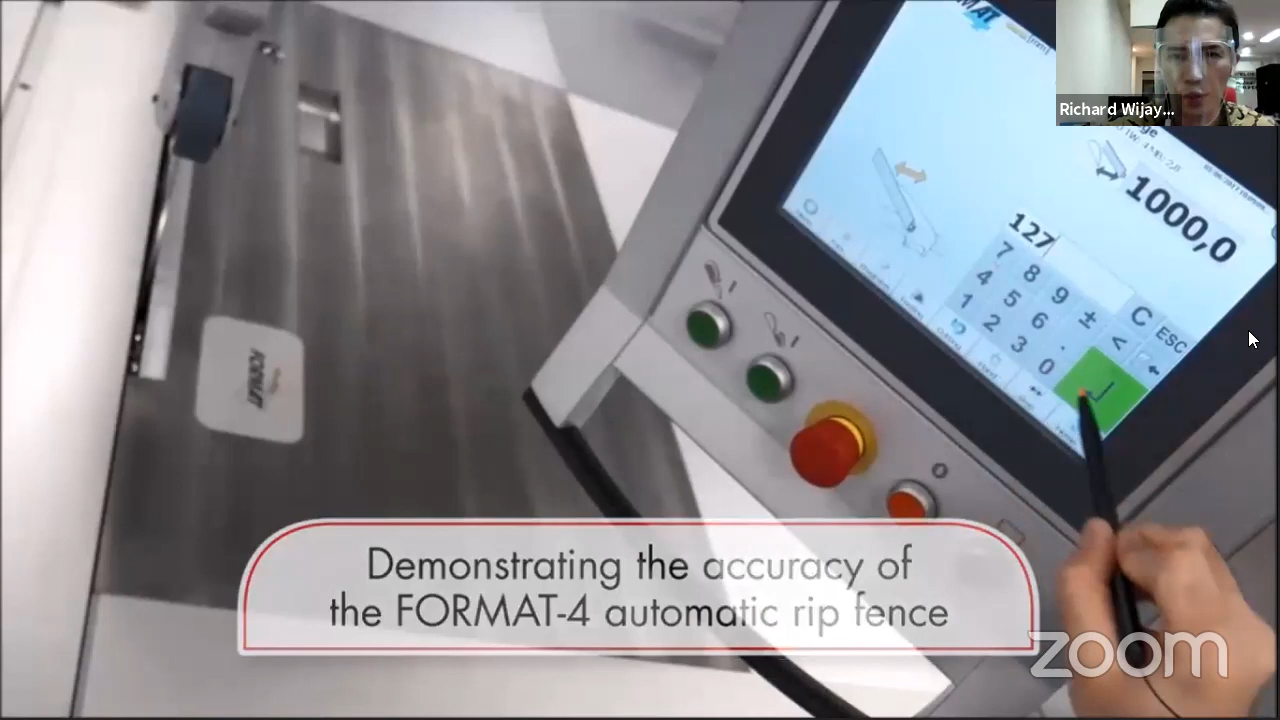 Richard Wijay...
1000,0
127
7 8 9 ± C ESC
4 5 6 . <
1 2 3 0
FORMAT
Demonstrating the accuracy of
the FORMAT-4 automatic rip fence
zoom